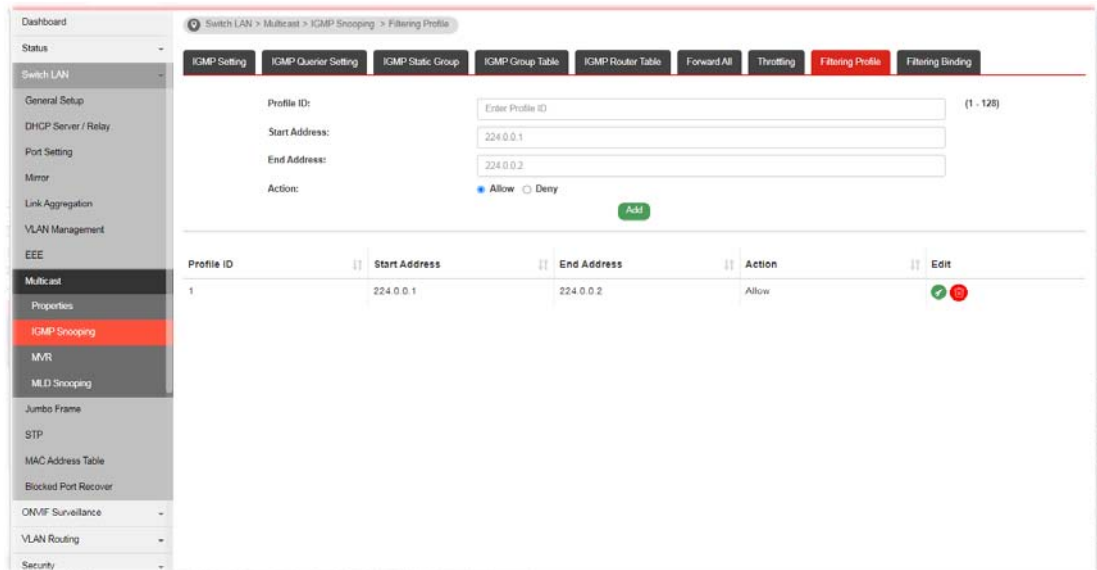 Dashboard
Switch LAN > Multicast > IGMP Snooping > Filtering Profile
Status
Switch LAN
General Setup
DHCP Server / Relay
Port Setting
Mirror
Link Aggregation
VLAN Management
EEE
Multicast
Properties
IGMP Snooping
MVR
MLD Snooping
Jumbo Frame
STP
MAC Address Table
Blocked Port Recover
ONVIF Surveillance
VLAN Routing
Security
IGMP Setting IGMP Querier Setting IGMP Static Group IGMP Group Table IGMP Router Table Forward All Throttling Filtering Profile Filtering Binding
Profile ID: Enter Profile ID (1 - 128)
Start Address: 224.0.0.1
End Address: 224.0.0.2
Action: Allow Deny
Add
Profile ID Start Address End Address Action Edit
1 224.0.0.1 224.0.0.2 Allow